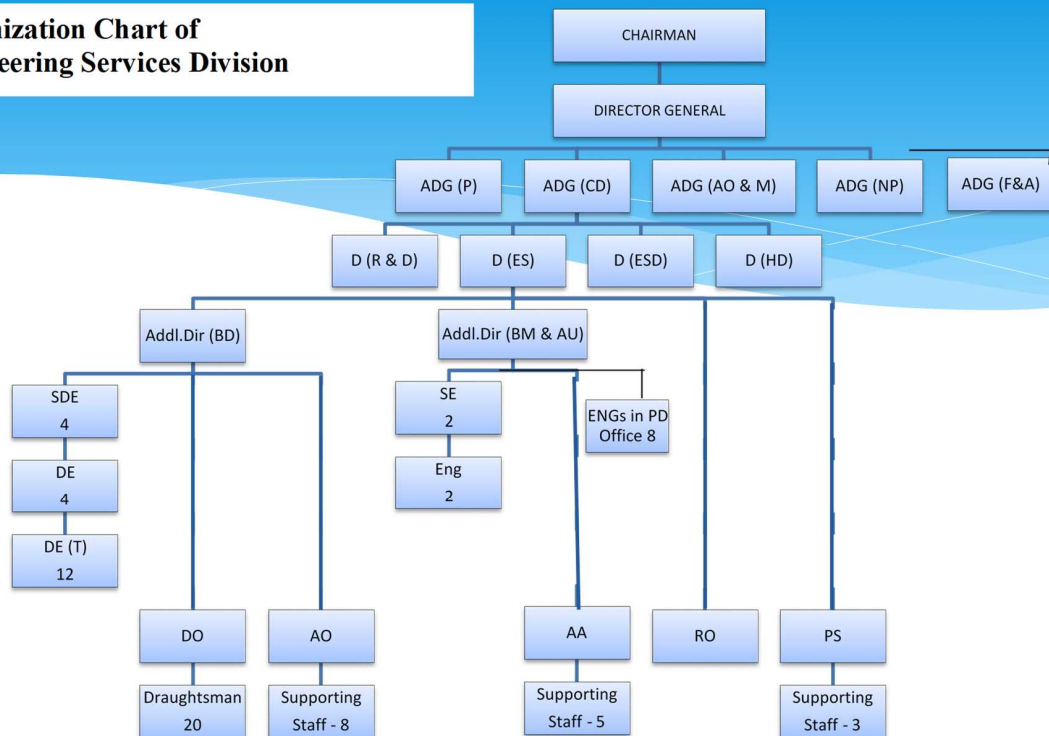 nization Chart of
eering Services Division
CHAIRMAN
DIRECTOR GENERAL
ADG (P)
ADG (CD)
ADG (AO & M)
ADG (NP)
ADG (F&A)
D (R & D)
D (ES)
D (ESD)
D (HD)
Addl.Dir (BD)
Addl.Dir (BM & AU)
SDE
4
SE
2
ENGs in PD
Office 8
DE
4
Eng
2
DE (T)
12
DO
AO
AA
RO
PS
Draughtsman
20
Supporting
Staff - 8
Supporting
Staff - 5
Supporting
Staff - 3